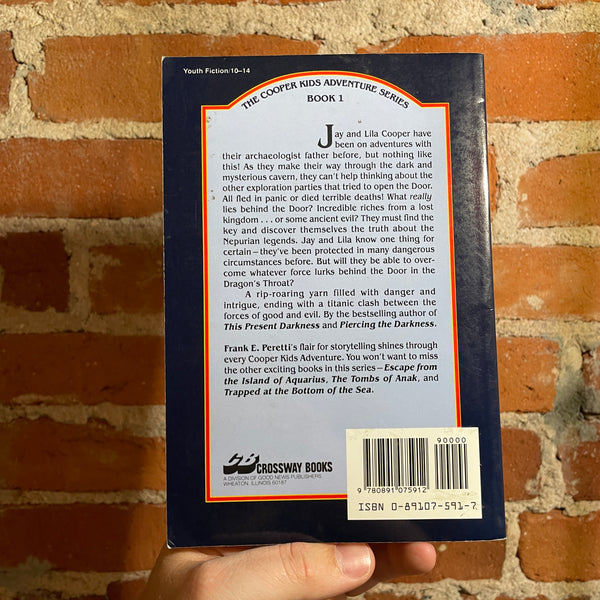 Youth Fiction/10–14
THE COOPER KIDS ADVENTURE SERIES
BOOK 1
Jay and Lila Cooper have
been on adventures with
their archaeologist father before, but nothing like
this! As they make their way through the dark and
mysterious cavern, they can't help thinking about the
other exploration parties that tried to open the Door.
All fled in panic or died terrible deaths! What really
lies behind the Door? Incredible riches from a lost
kingdom . . . or some ancient evil? They must find the
key and discover themselves the truth about the
Nepurian legends. Jay and Lila know one thing for
certain—they've been protected in many dangerous
circumstances before. But will they be able to over-
come whatever force lurks behind the Door in the
Dragon's Throat?
A rip-roaring yarn filled with danger and
intrigue, ending with a titanic clash between the
forces of good and evil. By the bestselling author of
This Present Darkness and Piercing the Darkness.
Frank E. Peretti's flair for storytelling shines through
every Cooper Kids Adventure. You won't want to miss
the other exciting books in this series—Escape from
the Island of Aquarius, The Tombs of Anak, and
Trapped at the Bottom of the Sea.
CB CROSSWAY BOOKS
A DIVISION OF GOOD NEWS PUBLISHERS
WHEATON, ILLINOIS 60187
90000
9 780891 075912
ISBN 0-89107-591-7